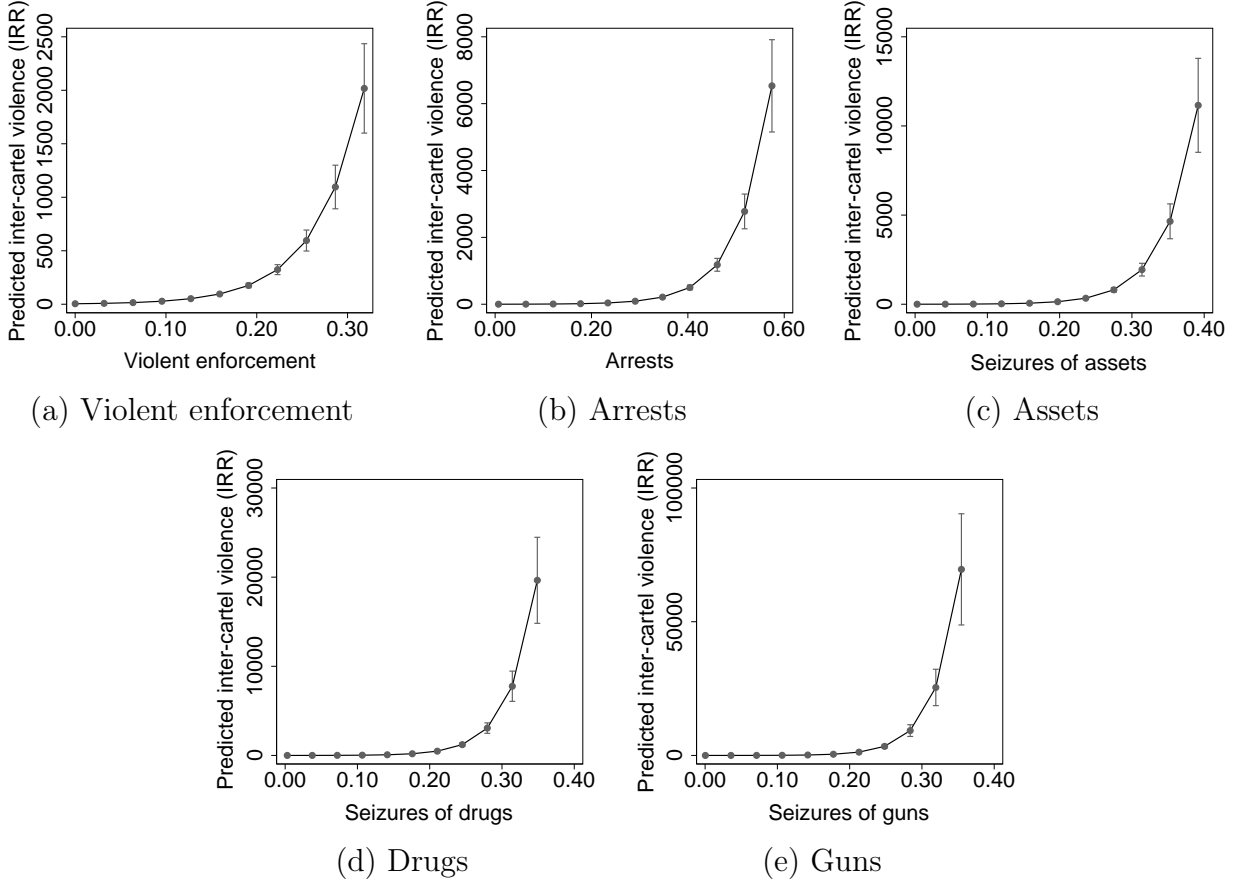 Predicted inter-cartel violence (IRR)
2500
2000
1500
1000
500
0
0.00 0.10 0.20 0.30
Violent enforcement
(a) Violent enforcement
Predicted inter-cartel violence (IRR)
8000
6000
4000
2000
0
0.00 0.20 0.40 0.60
Arrests
(b) Arrests
Predicted inter-cartel violence (IRR)
15000
10000
5000
0
0.00 0.10 0.20 0.30 0.40
Seizures of assets
(c) Assets
Predicted inter-cartel violence (IRR)
30000
20000
10000
0
0.00 0.10 0.20 0.30 0.40
Seizures of drugs
(d) Drugs
Predicted inter-cartel violence (IRR)
100000
50000
0
0.00 0.10 0.20 0.30 0.40
Seizures of guns
(e) Guns